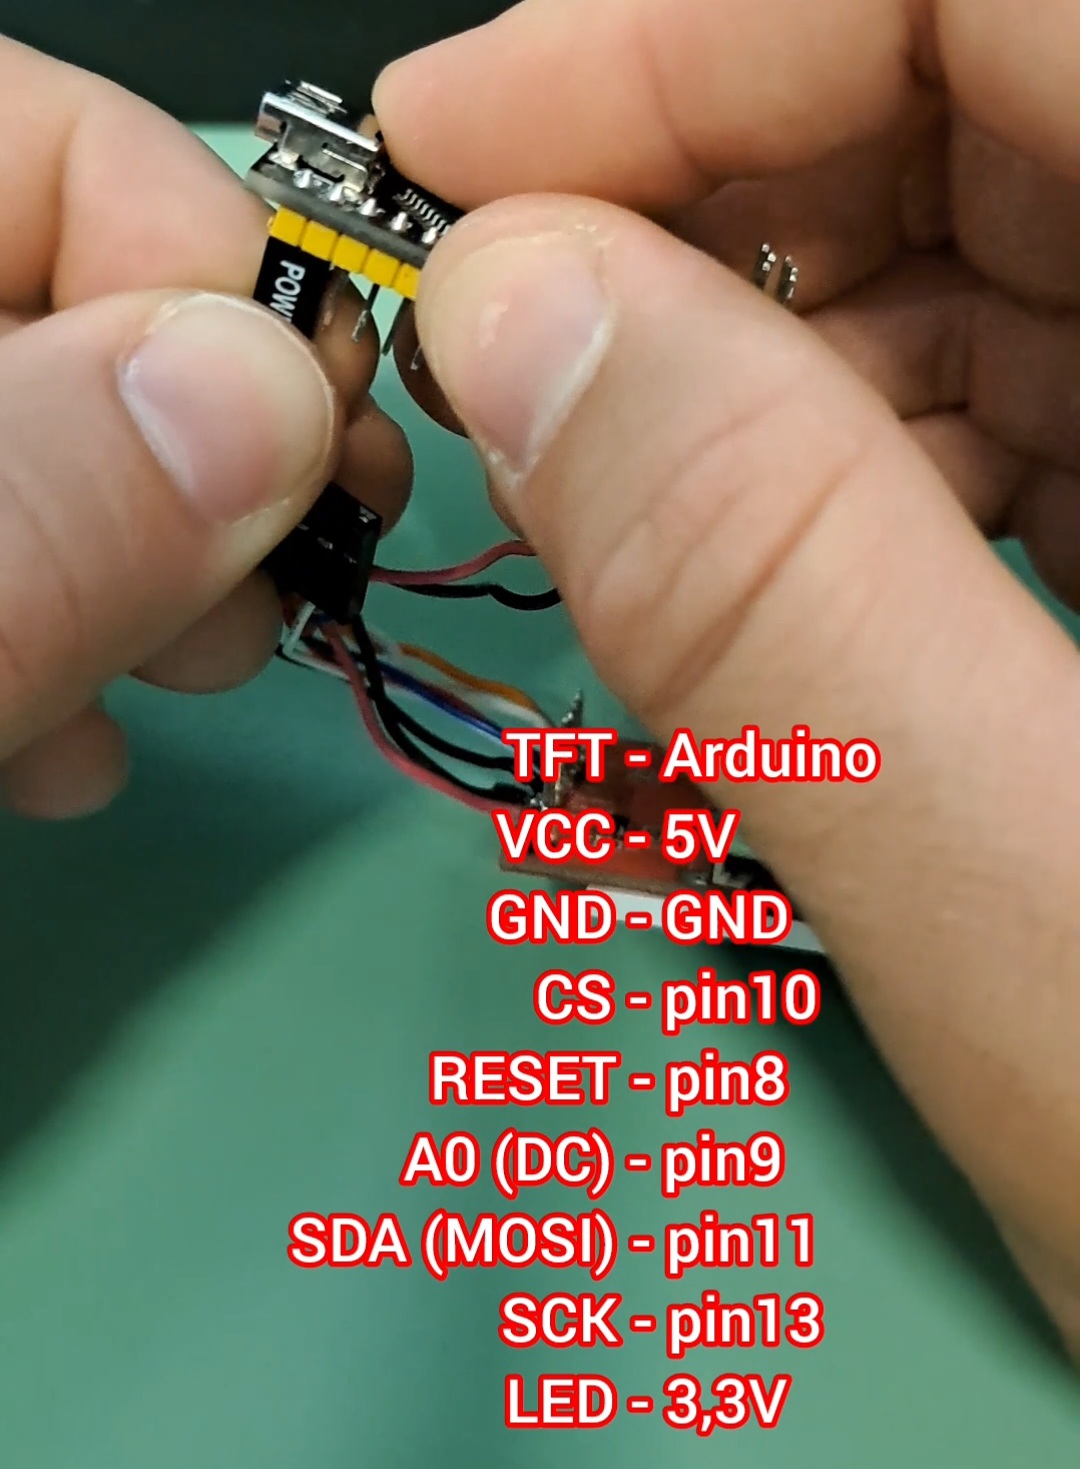 POW
TFT - Arduino
VCC - 5V
GND - GND
CS - pin10
RESET - pin8
A0 (DC) - pin9
SDA (MOSI) - pin11
SCK - pin13
LED - 3,3V